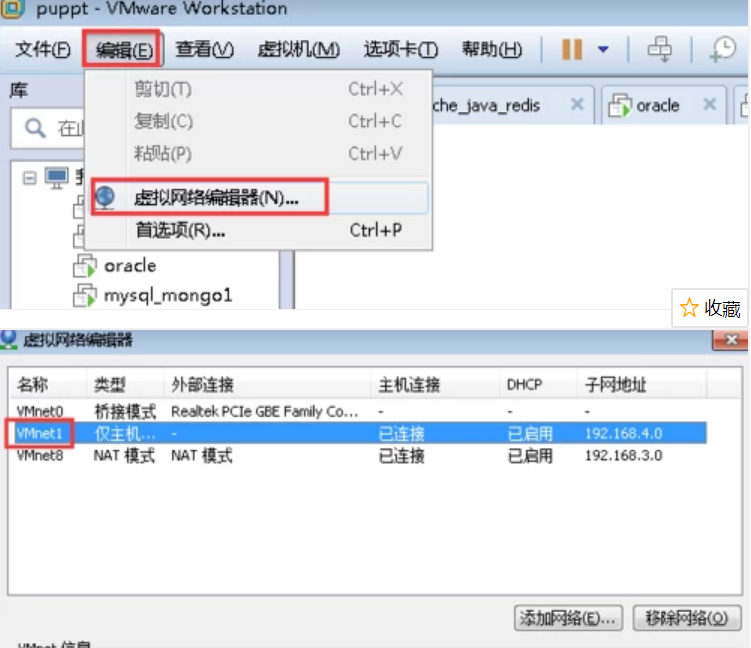 puppt - VMware Workstation
文件(F) 编辑(E) 查看(V) 虚拟机(M) 选项卡(T) 帮助(H)
库
剪切(T) Ctrl+X
che_java_redis
oracle
复制(C) Ctrl+C
粘贴(P) Ctrl+V
虚拟网络编辑器(N)...
首选项(R)... Ctrl+P
oracle
mysql_mongo1
收藏
虚拟网络编辑器
名称 类型 外部连接 主机连接 DHCP 子网地址
VMnet0 桥接模式 Realtek PCIe GBE Family Co... - - -
VMnet1 仅主机... - 已连接 已启用 192.168.4.0
VMnet8 NAT 模式 NAT 模式 已连接 已启用 192.168.3.0
添加网络(E)... 移除网络(O)
VMnet 信息